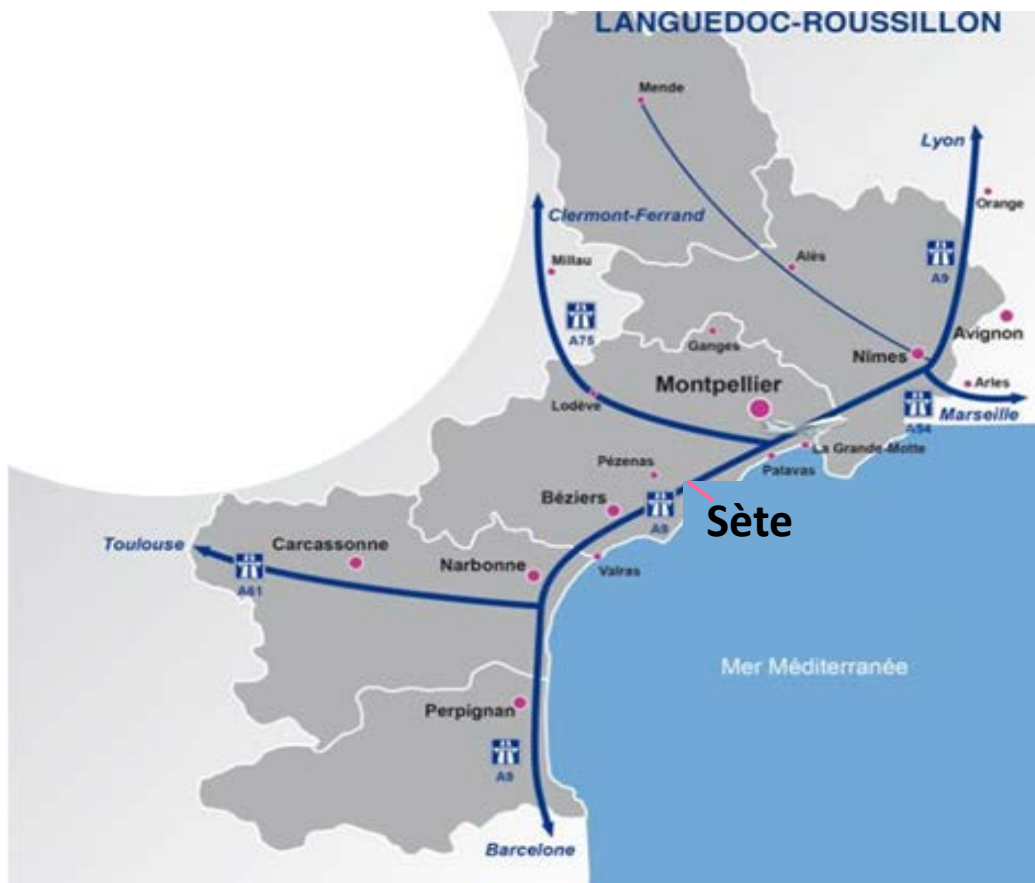 LANGUEDOC-ROUSSILLON
Mende
Lyon
Orange
Clermont-Ferrand
Millau
Alès
A9
A75
Ganges
Avignon
Nîmes
Montpellier
Arles
Lodève
A54
Marseille
La Grande-Motte
Palavas
Pézenas
Béziers
A9
Sète
Toulouse
Carcassonne
Narbonne
Valras
A61
Mer Méditerranée
Perpignan
A9
Barcelone